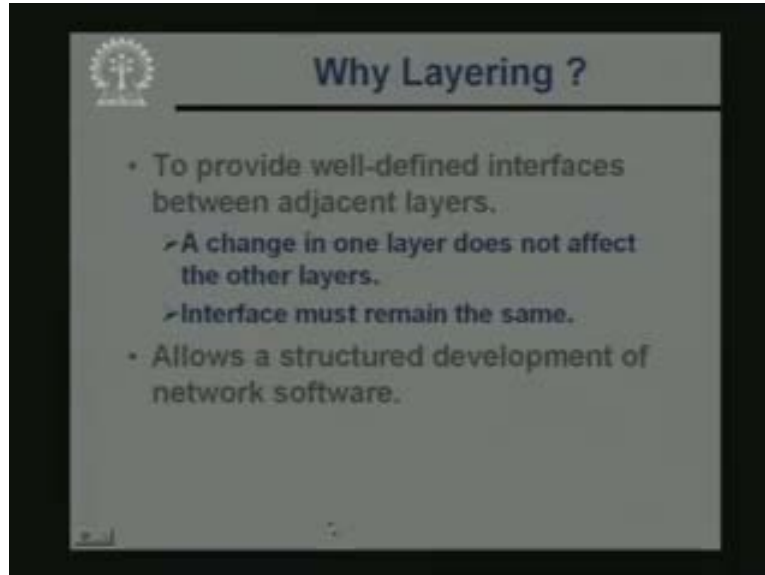 Why Layering ?
• To provide well-defined interfaces
between adjacent layers.
➢A change in one layer does not affect
the other layers.
➢Interface must remain the same.
• Allows a structured development of
network software.